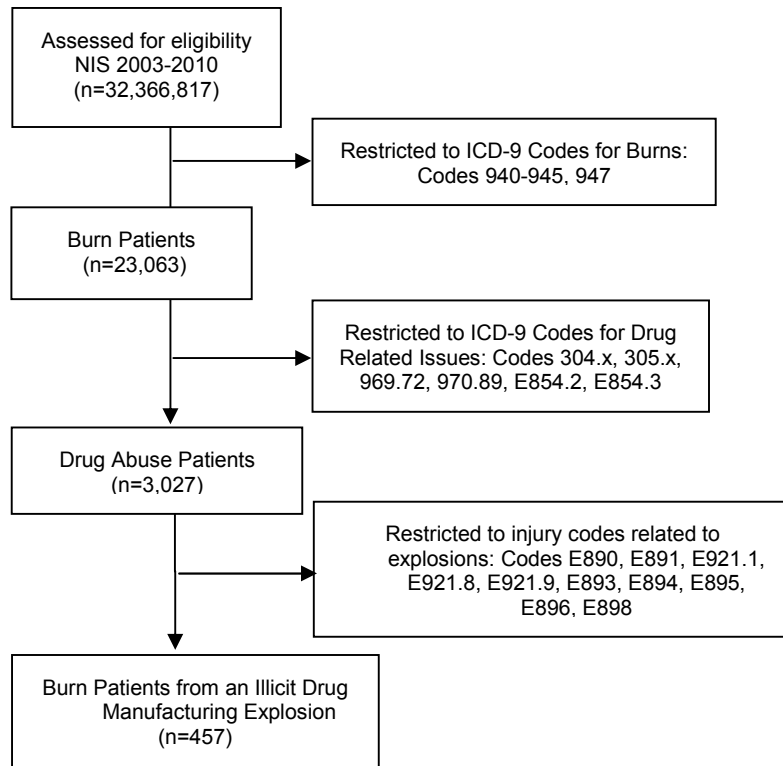 Assessed for eligibility
NIS 2003-2010
(n=32,366,817)
Restricted to ICD-9 Codes for Burns:
Codes 940-945, 947
Burn Patients
(n=23,063)
Restricted to ICD-9 Codes for Drug
Related Issues: Codes 304.x, 305.x,
969.72, 970.89, E854.2, E854.3
Drug Abuse Patients
(n=3,027)
Restricted to injury codes related to
explosions: Codes E890, E891, E921.1,
E921.8, E921.9, E893, E894, E895,
E896, E898
Burn Patients from an Illicit Drug
Manufacturing Explosion
(n=457)